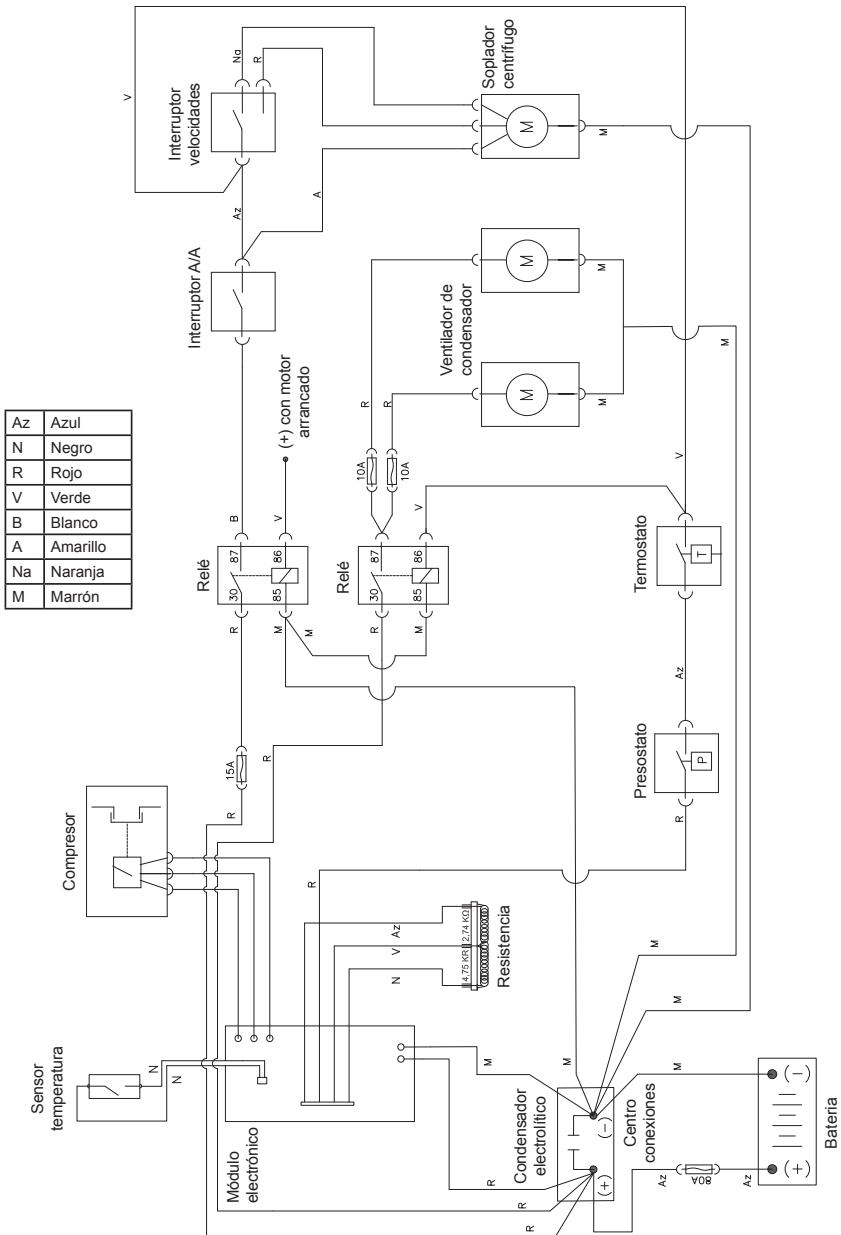 Az Azul
N Negro
R Rojo
V Verde
B Blanco
A Amarillo
Na Naranja
M Marrón
V
Na
R
Interruptor
velocidades
Soplador
centrífugo
M
M
Az
A
Interruptor A/A
Ventilador de
condensador
M
M
M
M
M
R
R
10A
10A
(+) con motor
arrancado
B
V
V
V
Relé
30
87
85
86
R
M
M
Relé
30
87
85
86
R
M
15A
R
R
Termostato
T
Az
Presostato
P
R
Compresor
R
Az
V
N
4,75 KR
2,74 KΩ
Resistencia
Sensor
temperatura
N
N
Módulo
electrónico
M
R
R
R
M
M
M
M
Condensador
electrolítico
(+)
(-)
Centro
conexiones
Az
80A
Az
(+)
(-)
Bateria